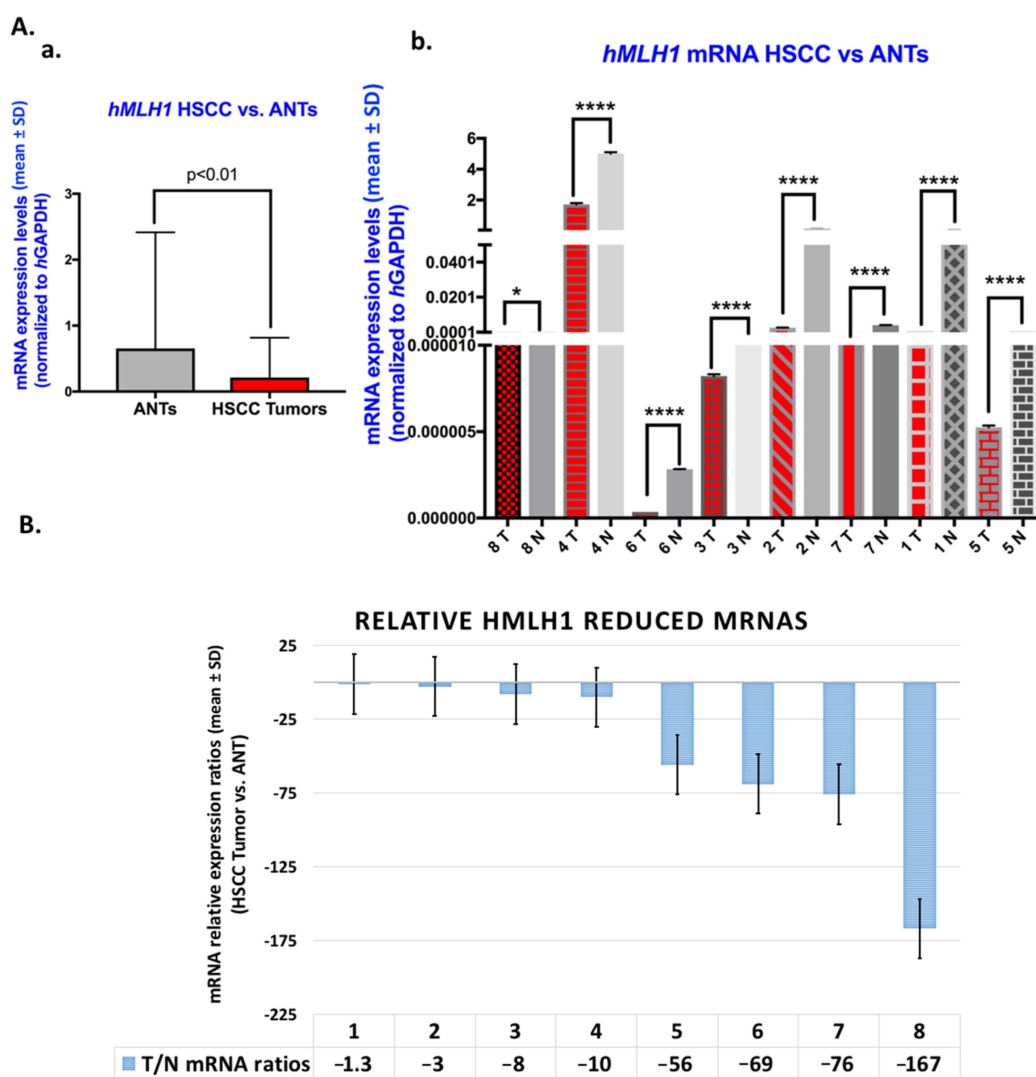 A.
a.
hMLH1 HSCC vs. ANTs
mRNA expression levels (mean ± SD)
(normalized to hGAPDH)
3
2
1
0
p<0.01
ANTs
HSCC Tumors
b.
hMLH1 mRNA HSCC vs ANTs
mRNA expression levels (mean ± SD)
(normalized to hGAPDH)
6
4
2
0.0401
0.0201
0.0001
0.000010
0.000005
0.000000
*
****
****
****
****
****
****
****
8 T
8 N
4 T
4 N
6 T
6 N
3 T
3 N
2 T
2 N
7 T
7 N
1 T
1 N
5 T
5 N
B.
RELATIVE HMLH1 REDUCED MRNAS
mRNA relative expression ratios (mean ± SD)
(HSCC Tumor vs. ANT)
25
-25
-75
-125
-175
-225
1 2 3 4 5 6 7 8
T/N mRNA ratios −1.3 −3 −8 −10 −56 −69 −76 −167